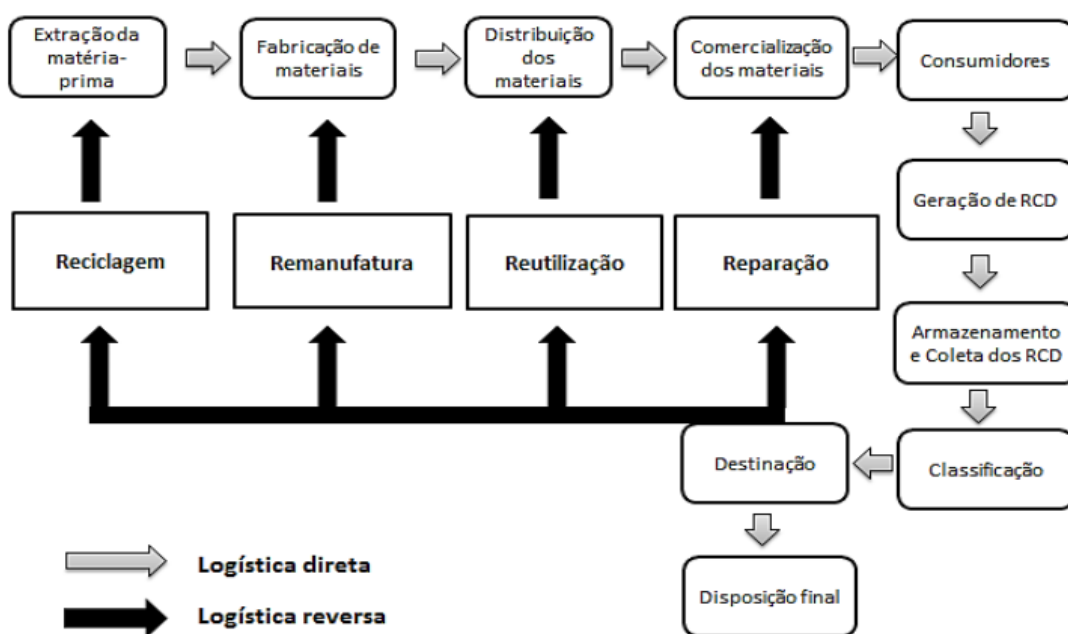 Extração da
matéria-
prima
Fabricação de
materiais
Distribuição
dos
materiais
Comercialização
dos materiais
Consumidores
Geração de RCD
Reciclagem
Remanufatura
Reutilização
Reparação
Armazenamento
e Coleta dos RCD
Destinação
Classificação
Logística direta
Disposição final
Logística reversa